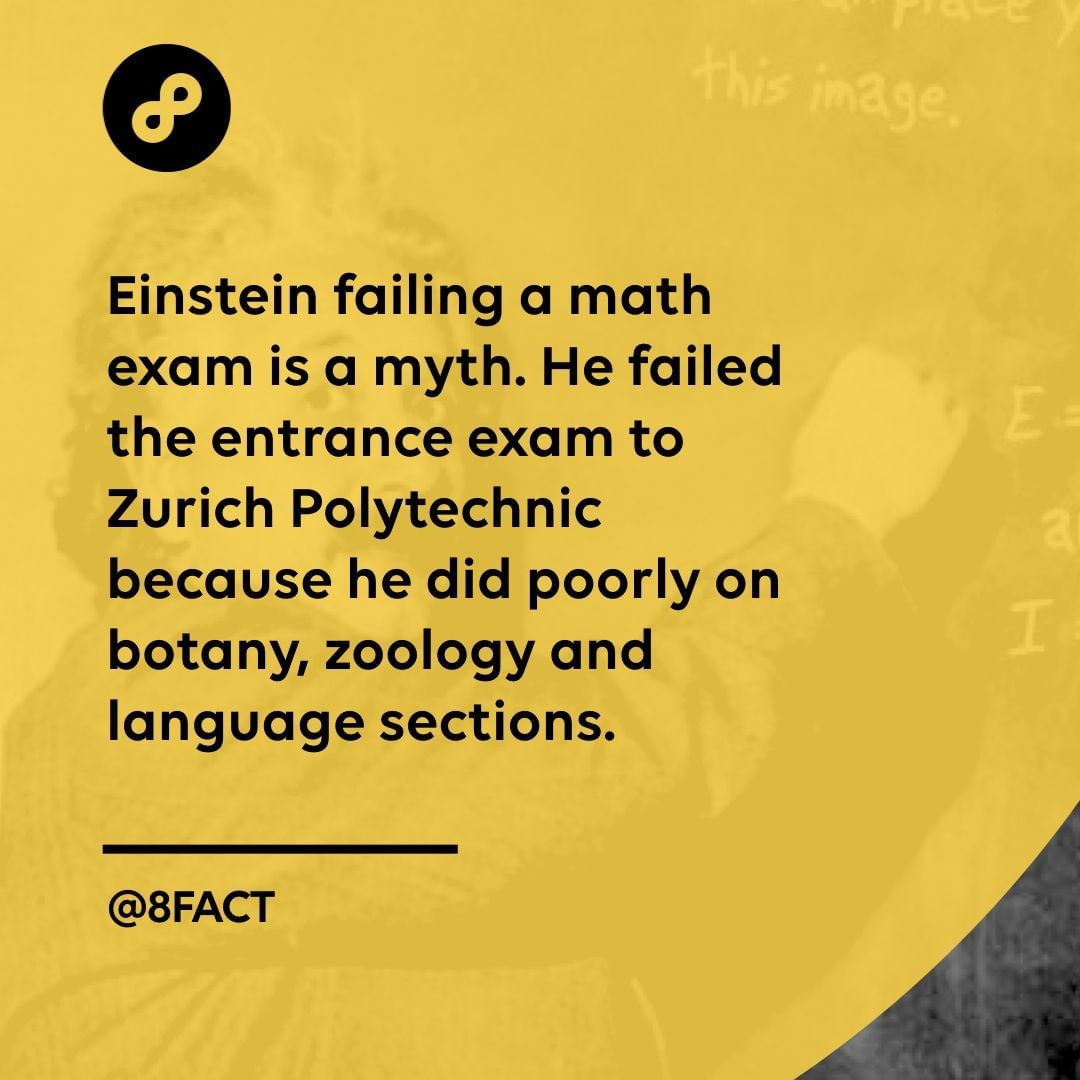 place y
this image.
Einstein failing a math
exam is a myth. He failed
the entrance exam to
Zurich Polytechnic
because he did poorly on
botany, zoology and
language sections.
E =
a
I =
@8FACT